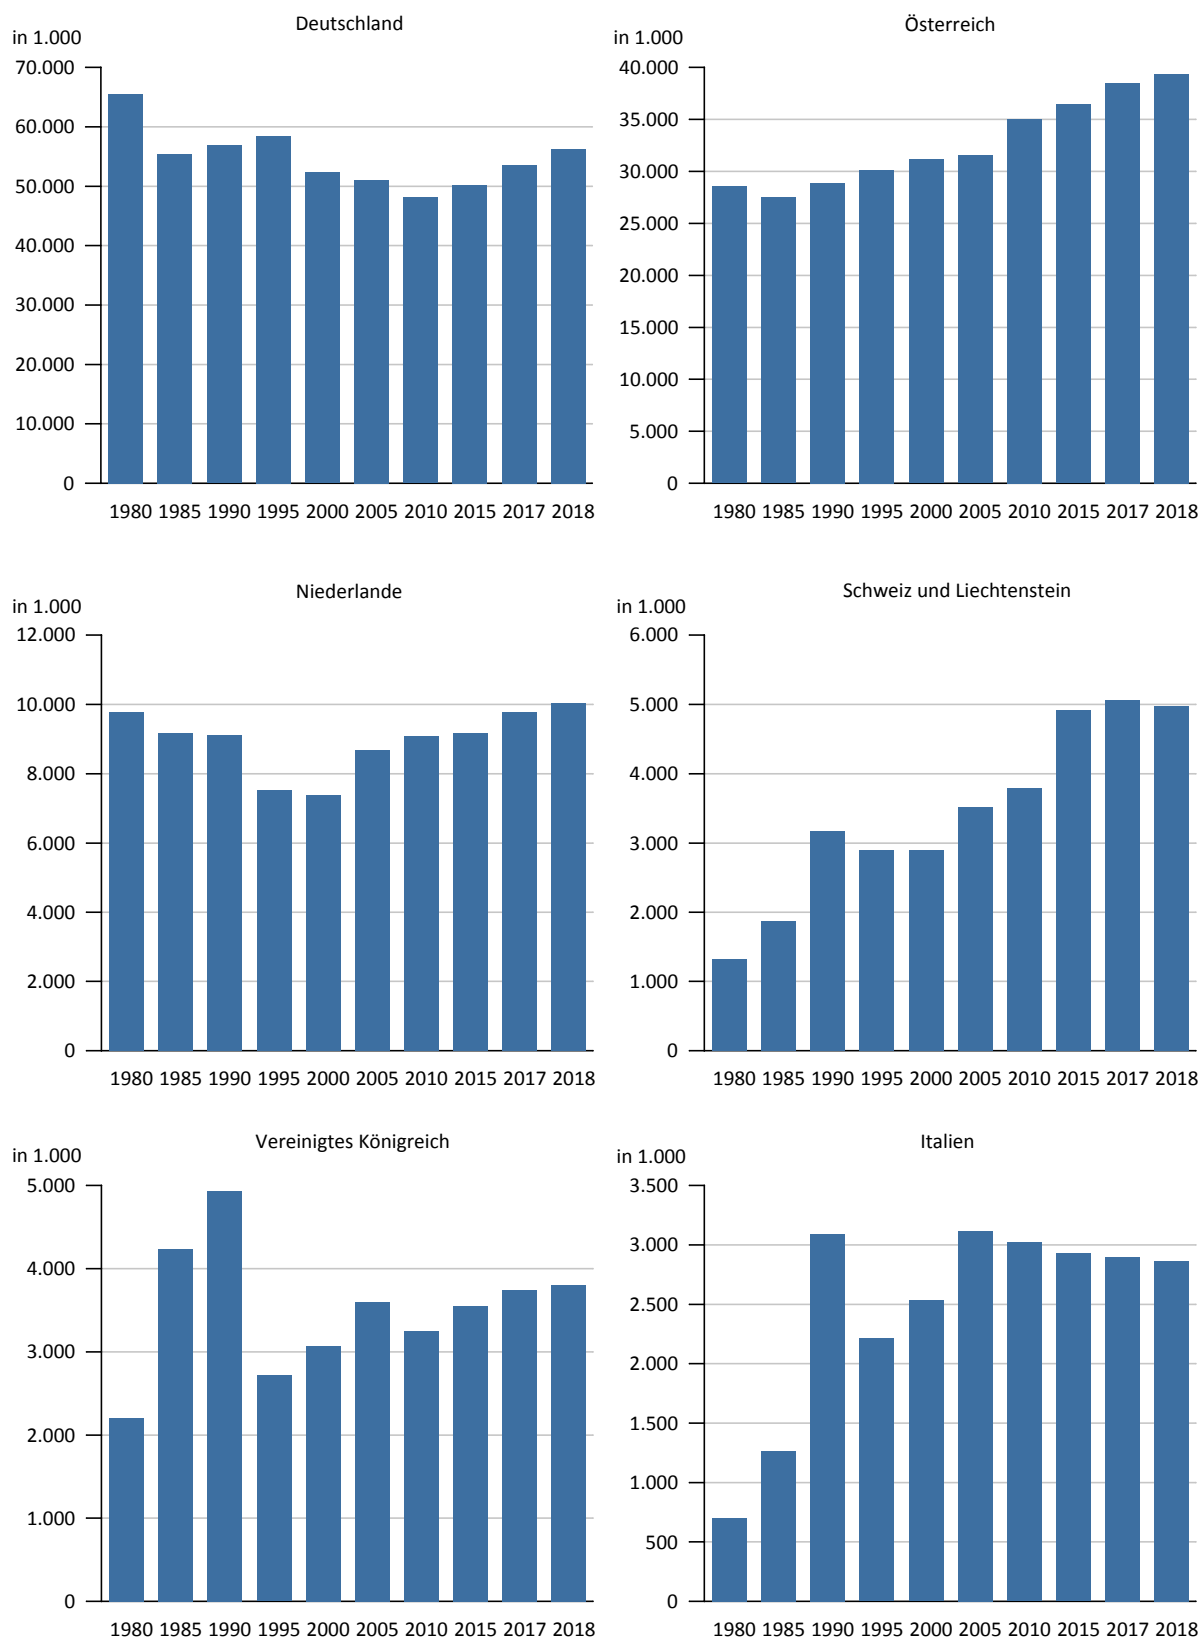 Deutschland
in 1.000
70.000
60.000
50.000
40.000
30.000
20.000
10.000
0
1980 1985 1990 1995 2000 2005 2010 2015 2017 2018
Österreich
in 1.000
40.000
35.000
30.000
25.000
20.000
15.000
10.000
5.000
0
1980 1985 1990 1995 2000 2005 2010 2015 2017 2018
Niederlande
in 1.000
12.000
10.000
8.000
6.000
4.000
2.000
0
1980 1985 1990 1995 2000 2005 2010 2015 2017 2018
Schweiz und Liechtenstein
in 1.000
6.000
5.000
4.000
3.000
2.000
1.000
0
1980 1985 1990 1995 2000 2005 2010 2015 2017 2018
Vereinigtes Königreich
in 1.000
5.000
4.000
3.000
2.000
1.000
0
1980 1985 1990 1995 2000 2005 2010 2015 2017 2018
Italien
in 1.000
3.500
3.000
2.500
2.000
1.500
1.000
500
0
1980 1985 1990 1995 2000 2005 2010 2015 2017 2018